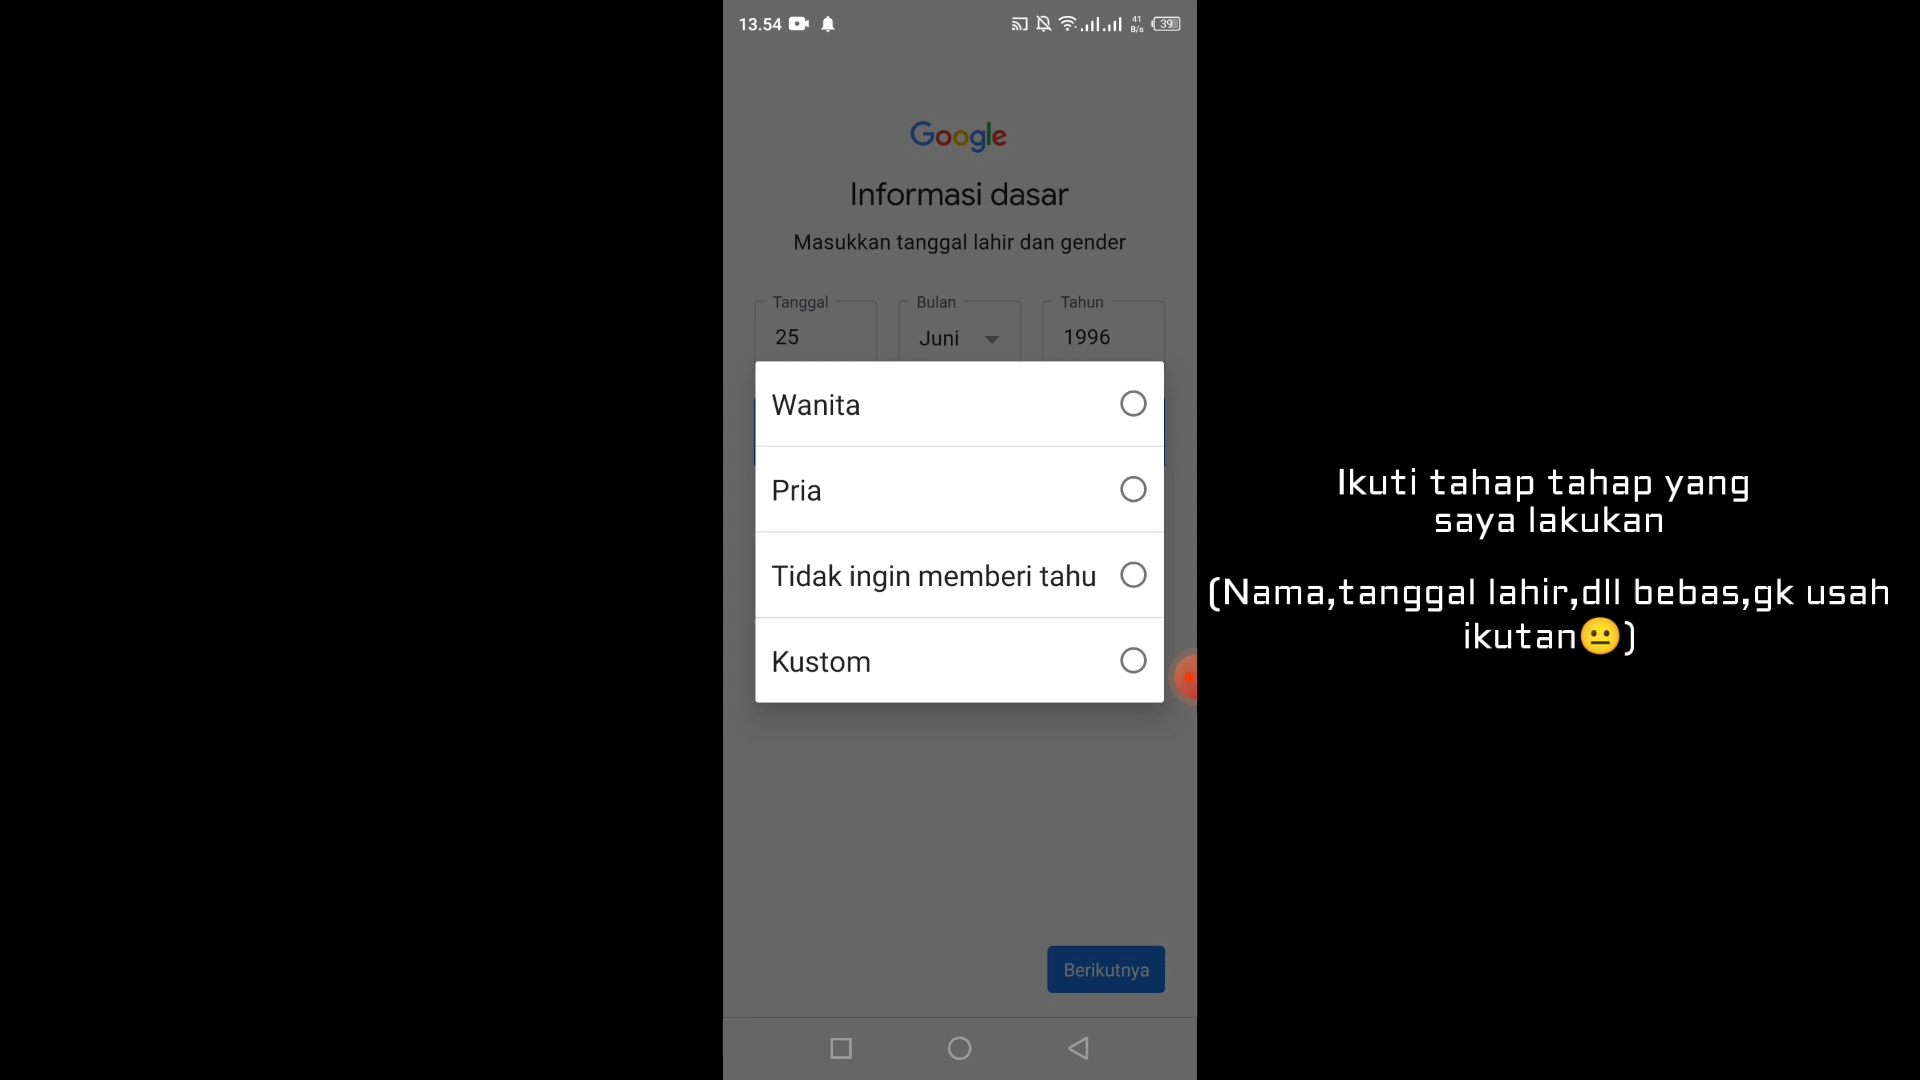 13.54
41
B/s
39
Google
Informasi dasar
Masukkan tanggal lahir dan gender
Tanggal
Bulan
Tahun
25
Juni
1996
Wanita
Pria
Tidak ingin memberi tahu
Kustom
Berikutnya
Ikuti tahap tahap yang
saya lakukan
(Nama,tanggal lahir,dll bebas,gk usah
ikutan😐)